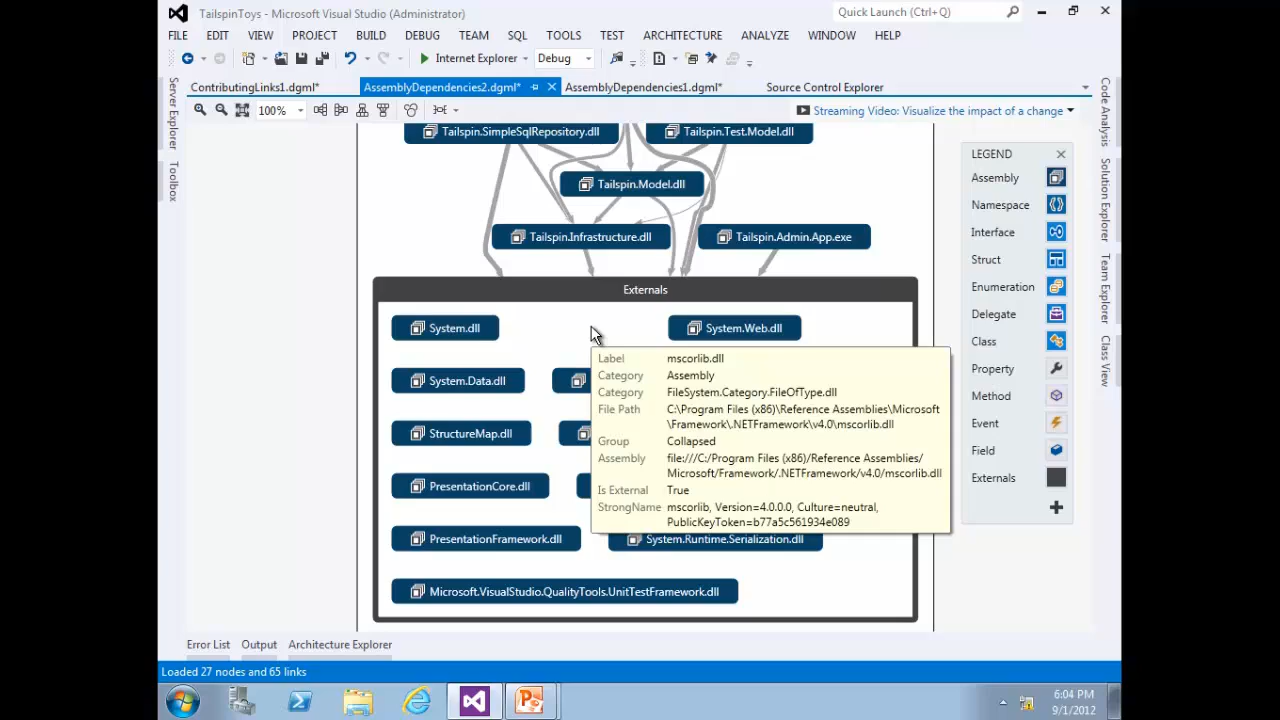 TailspinToys - Microsoft Visual Studio (Administrator)
Quick Launch (Ctrl+Q)
FILE EDIT VIEW PROJECT BUILD DEBUG TEAM SQL TOOLS TEST ARCHITECTURE ANALYZE WINDOW HELP
Internet Explorer Debug
ContributingLinks1.dgml* AssemblyDependencies2.dgml* AssemblyDependencies1.dgml* Source Control Explorer
100% Streaming Video: Visualize the impact of a change
Server Explorer
Toolbox
Tailspin.SimpleSqlRepository.dll Tailspin.Test.Model.dll
Tailspin.Model.dll
Tailspin.Infrastructure.dll Tailspin.Admin.App.exe
Externals
System.dll System.Web.dll
System.Data.dll
StructureMap.dll
PresentationCore.dll
PresentationFramework.dll System.Runtime.Serialization.dll
Microsoft.VisualStudio.QualityTools.UnitTestFramework.dll
Label mscorlib.dll
Category Assembly
Category FileSystem.Category.FileOfType.dll
File Path C:\Program Files (x86)\Reference Assemblies\Microsoft
\Framework\.NETFramework\v4.0\mscorlib.dll
Group Collapsed
Assembly file:///C:/Program Files (x86)/Reference Assemblies/
Microsoft/Framework/.NETFramework/v4.0/mscorlib.dll
Is External True
StrongName mscorlib, Version=4.0.0.0, Culture=neutral,
PublicKeyToken=b77a5c561934e089
LEGEND
Assembly
Namespace
Interface
Struct
Enumeration
Delegate
Class
Property
Method
Event
Field
Externals
Code Analysis
Solution Explorer
Team Explorer
Class View
Error List Output Architecture Explorer
Loaded 27 nodes and 65 links
6:04 PM
9/1/2012